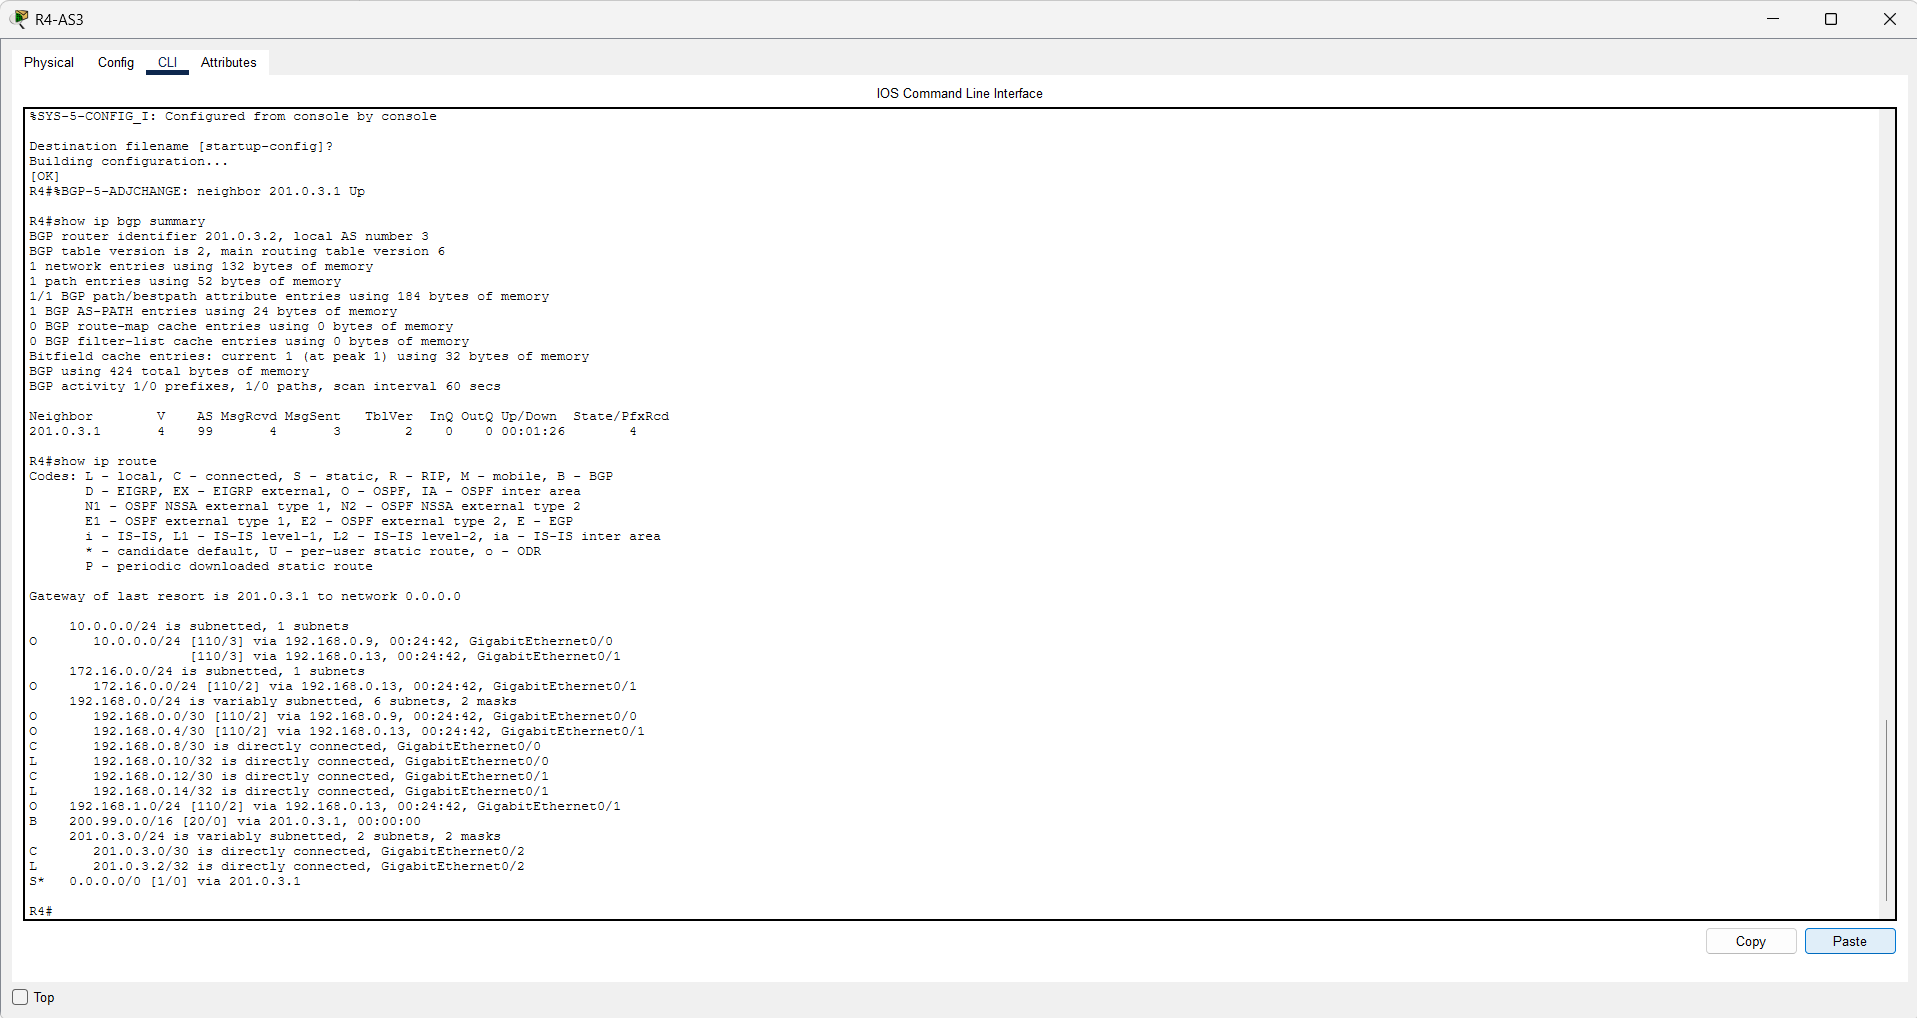 R4-AS3
Physical Config CLI Attributes
IOS Command Line Interface
%SYS-5-CONFIG_I: Configured from console by console
Destination filename [startup-config]?
Building configuration...
[OK]
R4#%BGP-5-ADJCHANGE: neighbor 201.0.3.1 Up
R4#show ip bgp summary
BGP router identifier 201.0.3.2, local AS number 3
BGP table version is 2, main routing table version 6
1 network entries using 132 bytes of memory
1 path entries using 52 bytes of memory
1/1 BGP path/bestpath attribute entries using 184 bytes of memory
1 BGP AS-PATH entries using 24 bytes of memory
0 BGP route-map cache entries using 0 bytes of memory
0 BGP filter-list cache entries using 0 bytes of memory
Bitfield cache entries: current 1 (at peak 1) using 32 bytes of memory
BGP using 424 total bytes of memory
BGP activity 1/0 prefixes, 1/0 paths, scan interval 60 secs
Neighbor V AS MsgRcvd MsgSent TblVer InQ OutQ Up/Down State/PfxRcd
201.0.3.1 4 99 4 3 2 0 0 00:01:26 4
R4#show ip route
Codes: L - local, C - connected, S - static, R - RIP, M - mobile, B - BGP
D - EIGRP, EX - EIGRP external, O - OSPF, IA - OSPF inter area
N1 - OSPF NSSA external type 1, N2 - OSPF NSSA external type 2
E1 - OSPF external type 1, E2 - OSPF external type 2, E - EGP
i - IS-IS, L1 - IS-IS level-1, L2 - IS-IS level-2, ia - IS-IS inter area
* - candidate default, U - per-user static route, o - ODR
P - periodic downloaded static route
Gateway of last resort is 201.0.3.1 to network 0.0.0.0
10.0.0.0/24 is subnetted, 1 subnets
O 10.0.0.0/24 [110/3] via 192.168.0.9, 00:24:42, GigabitEthernet0/0
[110/3] via 192.168.0.13, 00:24:42, GigabitEthernet0/1
172.16.0.0/24 is subnetted, 1 subnets
O 172.16.0.0/24 [110/2] via 192.168.0.13, 00:24:42, GigabitEthernet0/1
192.168.0.0/24 is variably subnetted, 6 subnets, 2 masks
O 192.168.0.0/30 [110/2] via 192.168.0.9, 00:24:42, GigabitEthernet0/0
O 192.168.0.4/30 [110/2] via 192.168.0.13, 00:24:42, GigabitEthernet0/1
C 192.168.0.8/30 is directly connected, GigabitEthernet0/0
L 192.168.0.10/32 is directly connected, GigabitEthernet0/0
C 192.168.0.12/30 is directly connected, GigabitEthernet0/1
L 192.168.0.14/32 is directly connected, GigabitEthernet0/1
O 192.168.1.0/24 [110/2] via 192.168.0.13, 00:24:42, GigabitEthernet0/1
B 200.99.0.0/16 [20/0] via 201.0.3.1, 00:00:00
201.0.3.0/24 is variably subnetted, 2 subnets, 2 masks
C 201.0.3.0/30 is directly connected, GigabitEthernet0/2
L 201.0.3.2/32 is directly connected, GigabitEthernet0/2
S* 0.0.0.0/0 [1/0] via 201.0.3.1
R4#
Copy Paste
Top